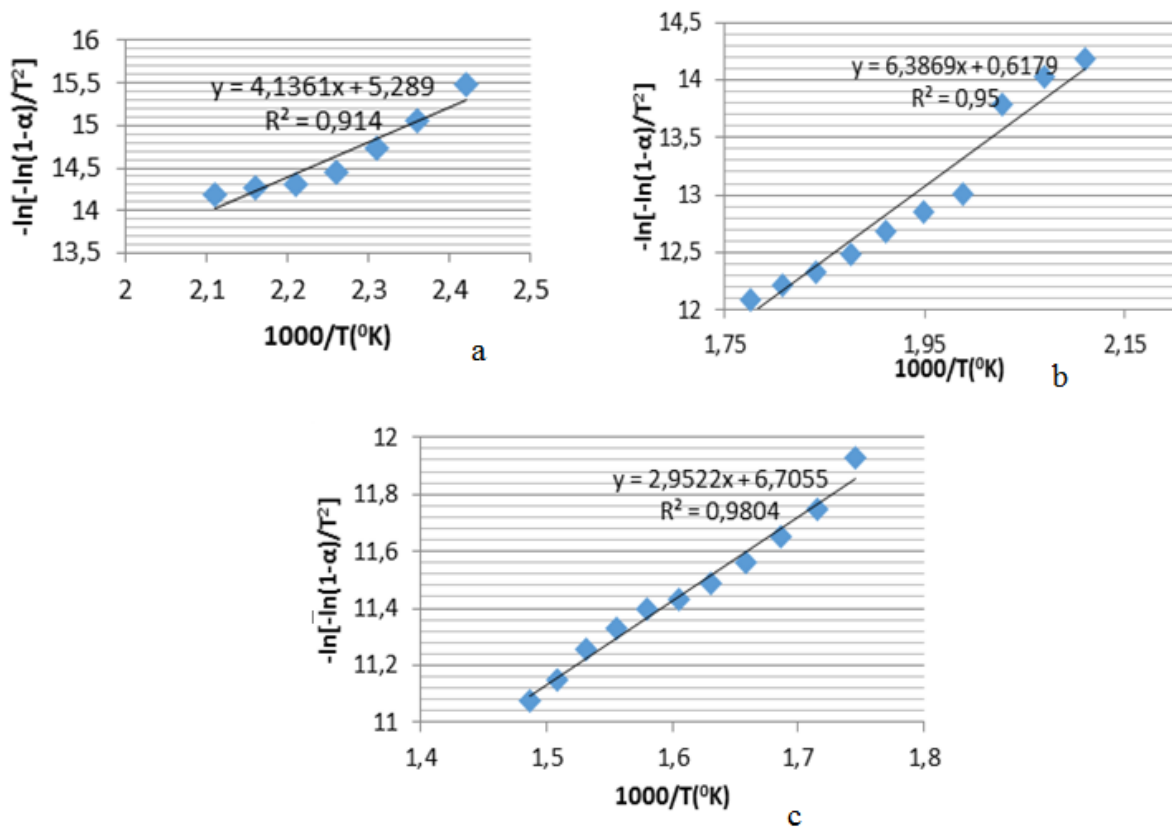 16
15,5
15
14,5
14
13,5
2
2,1
2,2
2,3
2,4
2,5
y = 4,1361x + 5,289
R² = 0,914
-ln[-ln(1-α)/T²]
1000/T(⁰K)
a
14,5
14
13,5
13
12,5
12
1,75
1,95
2,15
y = 6,3869x + 0,6179
R² = 0,95
-ln[-ln(1-α)/T²]
1000/T(⁰K)
b
12
11,8
11,6
11,4
11,2
11
1,4
1,5
1,6
1,7
1,8
y = 2,9522x + 6,7055
R² = 0,9804
-ln[-ln(1-α)/T²]
1000/T(⁰K)
c